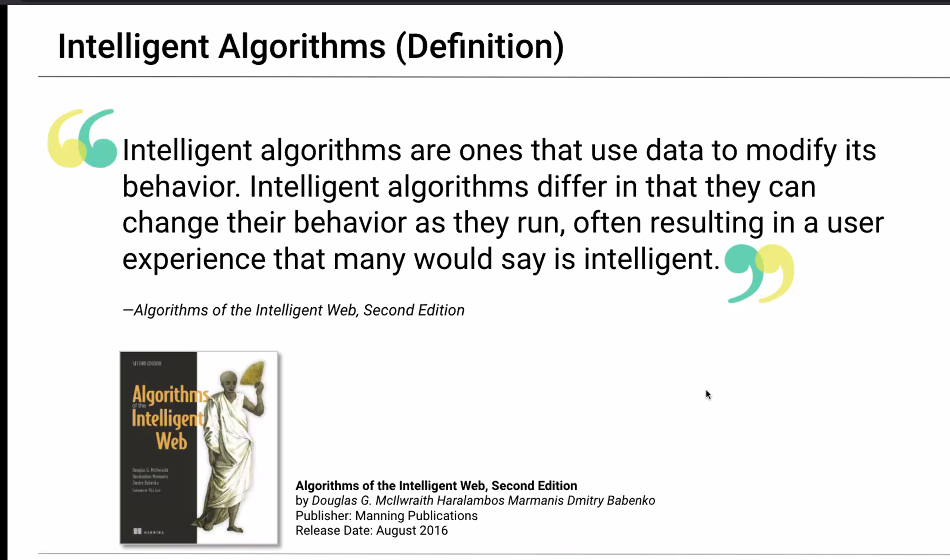 Intelligent Algorithms (Definition)
“Intelligent algorithms are ones that use data to modify its
behavior. Intelligent algorithms differ in that they can
change their behavior as they run, often resulting in a user
experience that many would say is intelligent.”
—Algorithms of the Intelligent Web, Second Edition
SECOND EDITION
Algorithms
of the
Intelligent
Web
Douglas G. McIlwraith
Haralambos Marmanis
Dmitry Babenko
MANNING
Algorithms of the Intelligent Web, Second Edition
by Douglas G. McIlwraith Haralambos Marmanis Dmitry Babenko
Publisher: Manning Publications
Release Date: August 2016